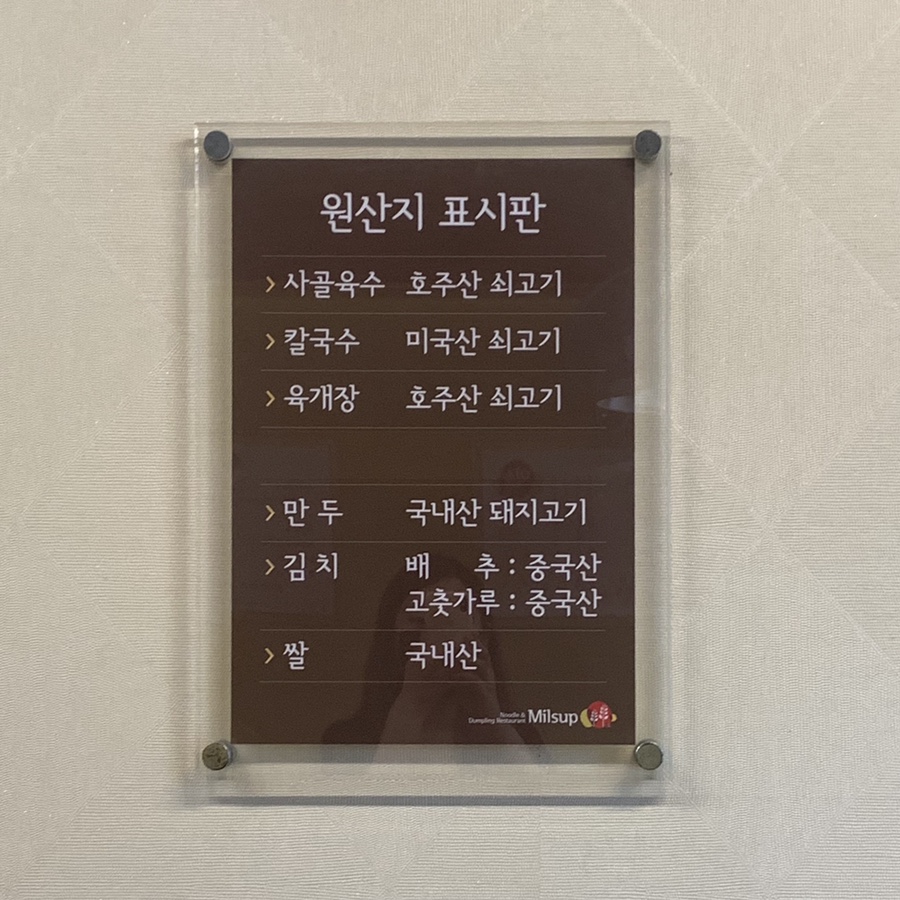 원산지 표시판
› 사골육수 호주산 쇠고기
› 칼국수 미국산 쇠고기
› 육개장 호주산 쇠고기
› 만 두 국내산 돼지고기
› 김 치 배 추 : 중국산
고춧가루 : 중국산
› 쌀 국내산
Noodle &
Dumpling Restaurant Milsup